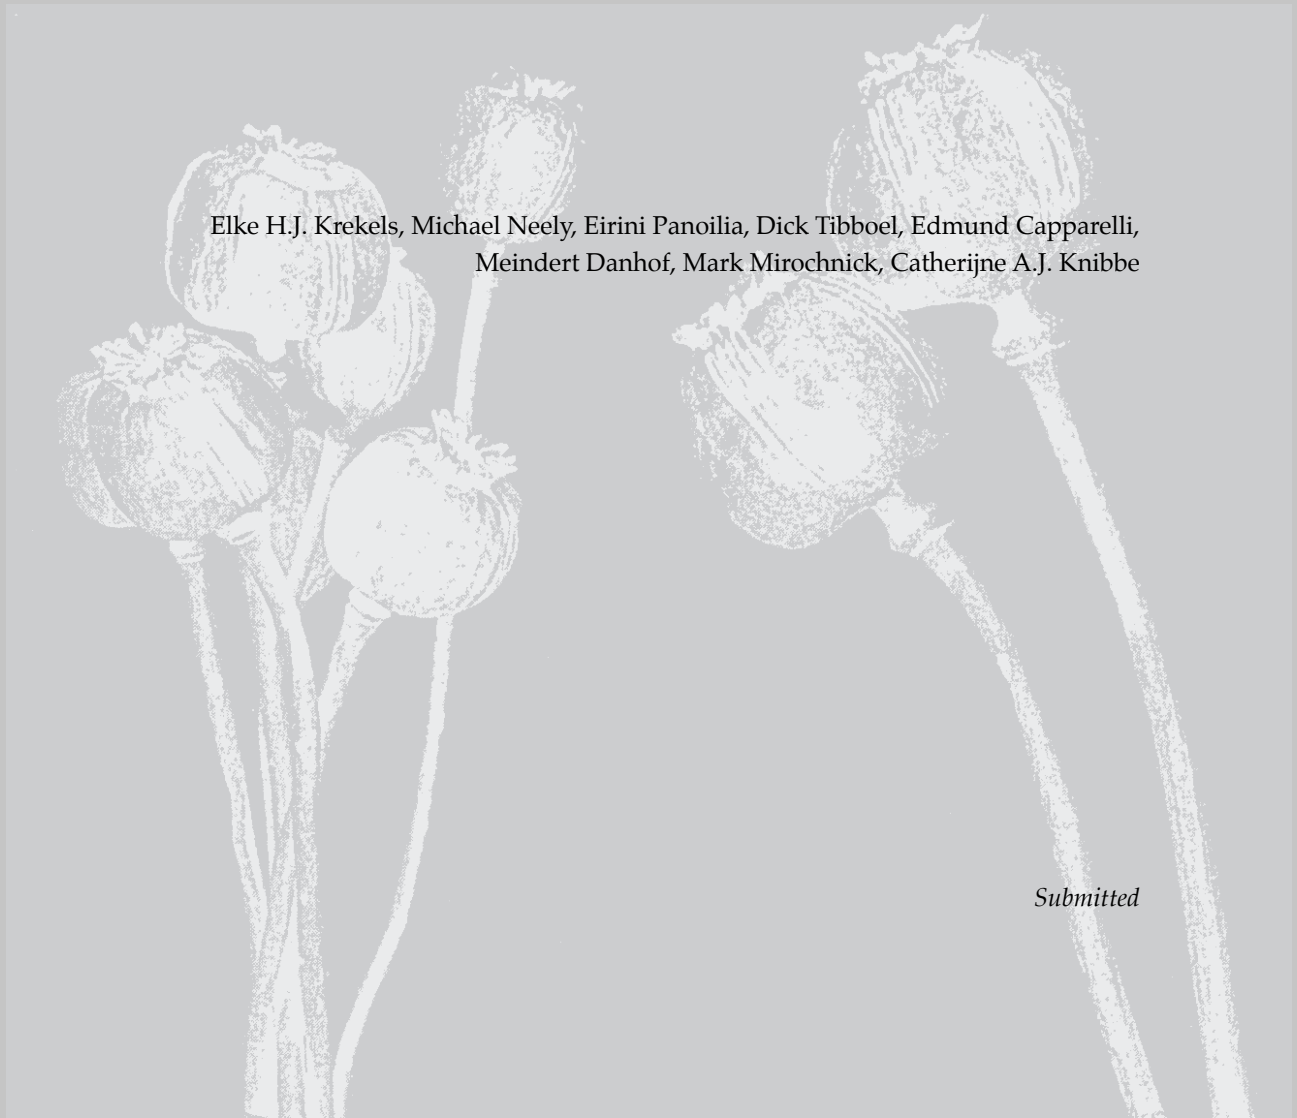 Elke H.J. Krekels, Michael Neely, Eirini Panoilia, Dick Tibboel, Edmund Capparelli,
Meindert Danhof, Mark Mirochnick, Catherijne A.J. Knibbe
Submitted